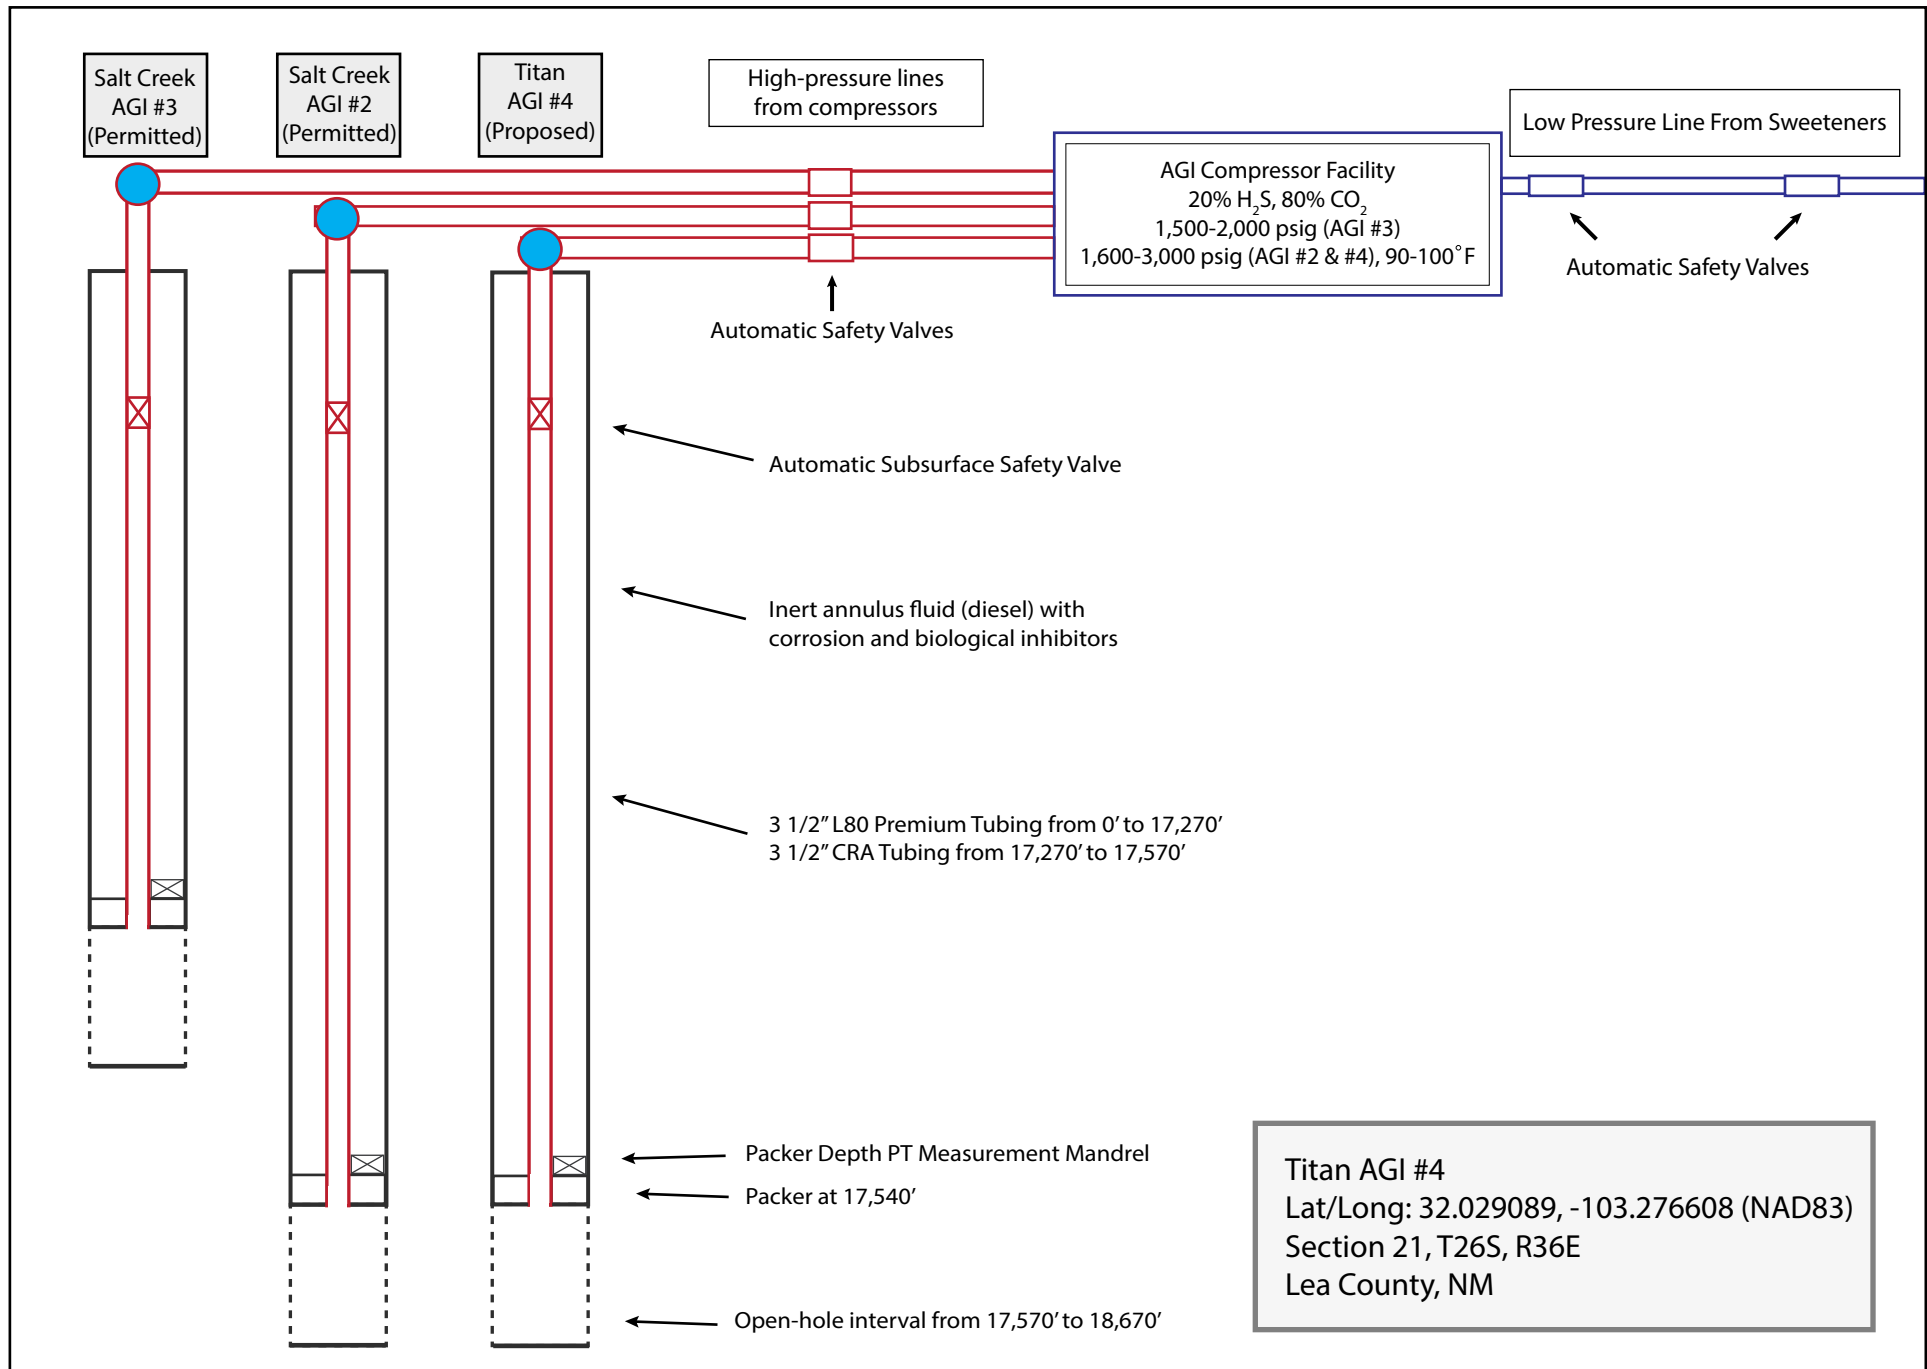 Salt Creek
AGI #3
(Permitted)
Salt Creek
AGI #2
(Permitted)
Titan
AGI #4
(Proposed)
High-pressure lines
from compressors
Low Pressure Line From Sweeteners
AGI Compressor Facility
20% H₂S, 80% CO₂
1,500-2,000 psig (AGI #3)
1,600-3,000 psig (AGI #2 & #4), 90-100˚F
Automatic Safety Valves
Automatic Safety Valves
Automatic Subsurface Safety Valve
Inert annulus fluid (diesel) with
corrosion and biological inhibitors
3 1/2” L80 Premium Tubing from 0’ to 17,270’
3 1/2” CRA Tubing from 17,270’ to 17,570’
Packer Depth PT Measurement Mandrel
Packer at 17,540’
Open-hole interval from 17,570’ to 18,670’
Titan AGI #4
Lat/Long: 32.029089, -103.276608 (NAD83)
Section 21, T26S, R36E
Lea County, NM